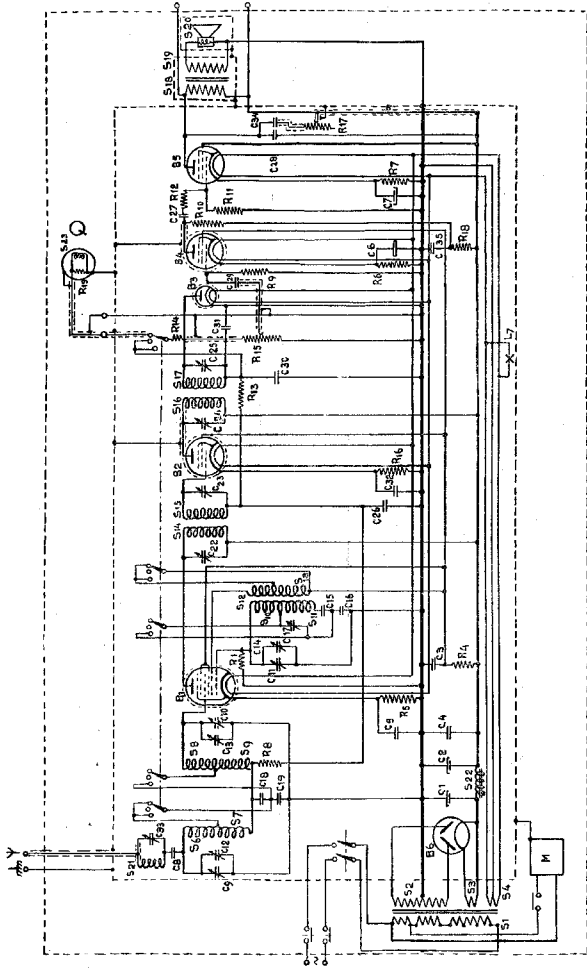 S20
S19
S18
C34
R17
B5
C28
R12
C27
R10
R11
R7
C7
Q
S23
R19
B4
B3
C29
R9
C6
R6
C35
R18
R14
C31
R15
C25
S17
R13
C30
L7
S16
C24
B2
C23
S15
R16
C32
C26
S14
C22
S12
S13
S10
S11
C15
C16
C17
C14
C11
R1
B1
C10
C13
R5
C3
R4
C9
C4
S8
S9
R8
C18
C19
C2
S22
C1
S7
S6
C33
S21
C8
C12
C9
B6
S2
S3
S4
S1
M